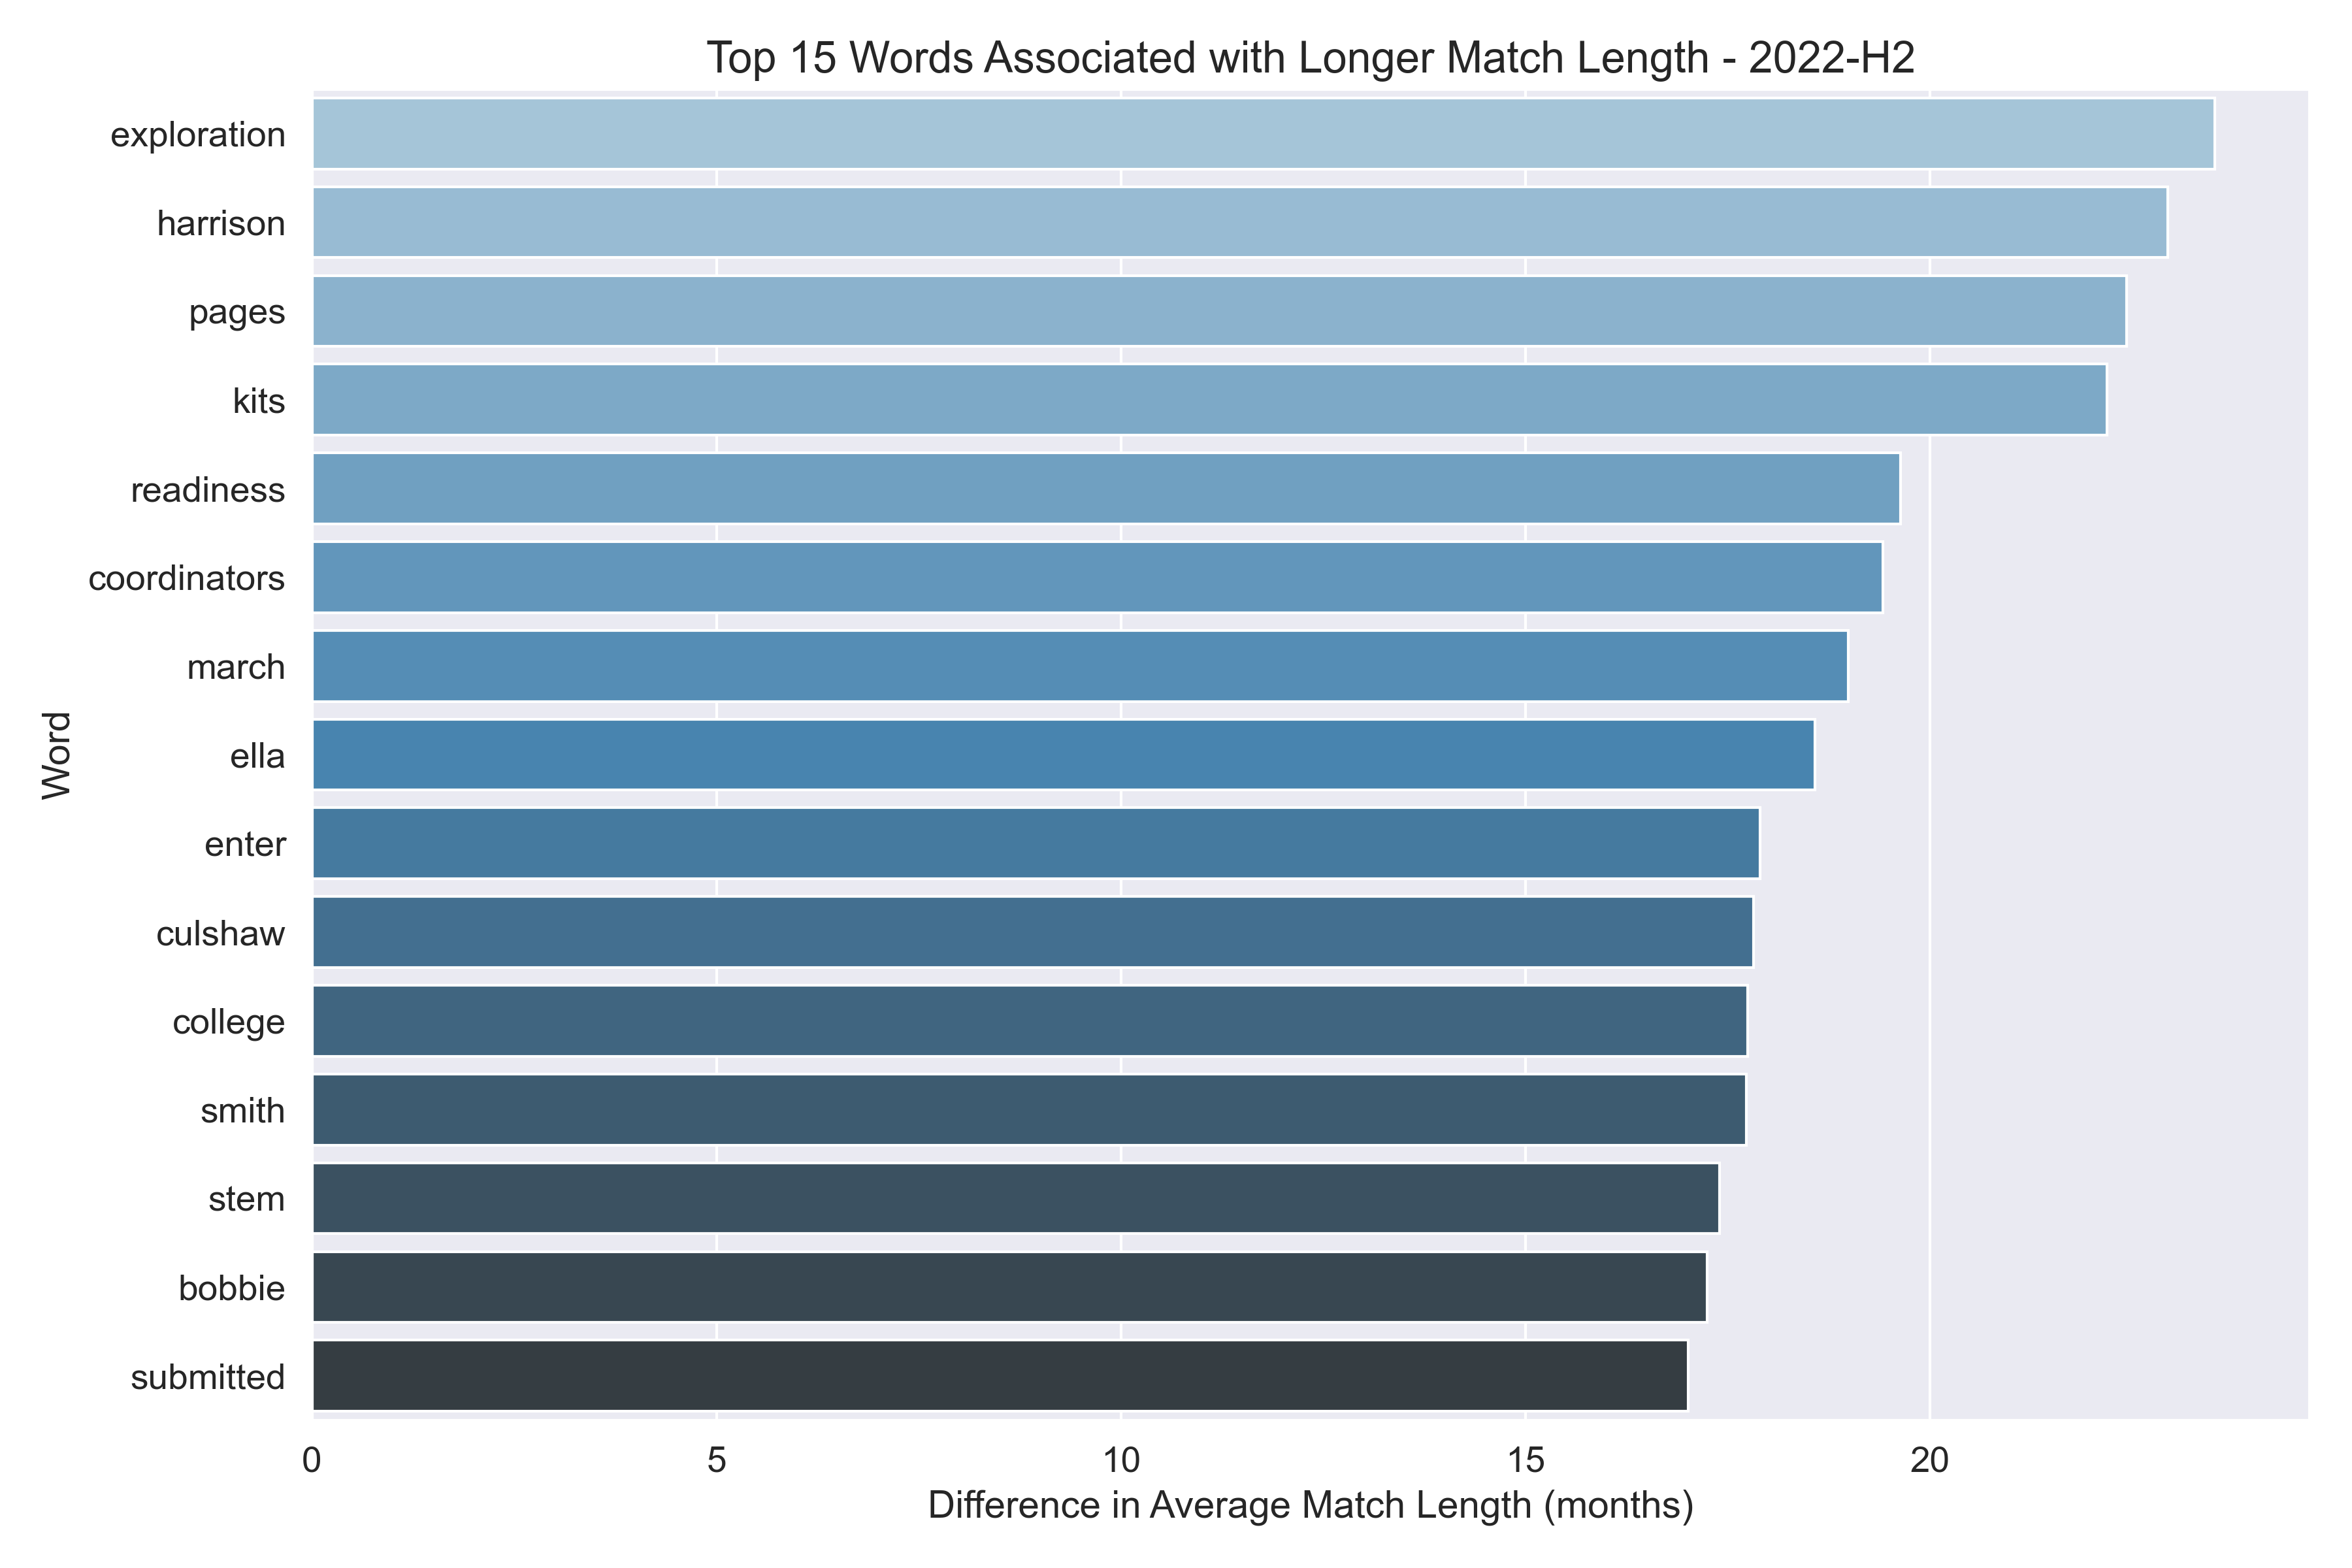 Top 15 Words Associated with Longer Match Length - 2022-H2
exploration
harrison
pages
kits
readiness
coordinators
march
ella
enter
culshaw
college
smith
stem
bobbie
submitted
Word
0 5 10 15 20
Difference in Average Match Length (months)